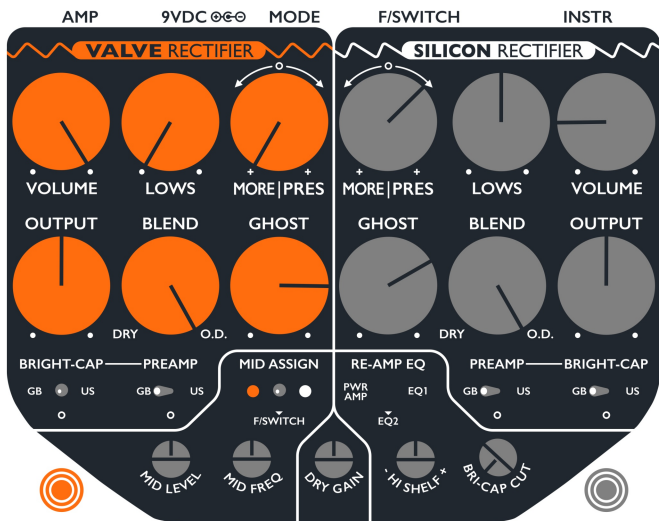 AMP 9VDC MODE F/SWITCH INSTR
VALVE RECTIFIER SILICON RECTIFIER
VOLUME LOWS MORE|PRES MORE|PRES LOWS VOLUME
OUTPUT BLEND GHOST GHOST BLEND OUTPUT
DRY O.D. DRY O.D.
BRIGHT-CAP PREAMP MID ASSIGN RE-AMP EQ PREAMP BRIGHT-CAP
GB US GB US PWR AMP EQ1 GB US GB US
F/SWITCH EQ2
MID LEVEL MID FREQ DRY GAIN - HI SHELF + BRI-CAP CUT